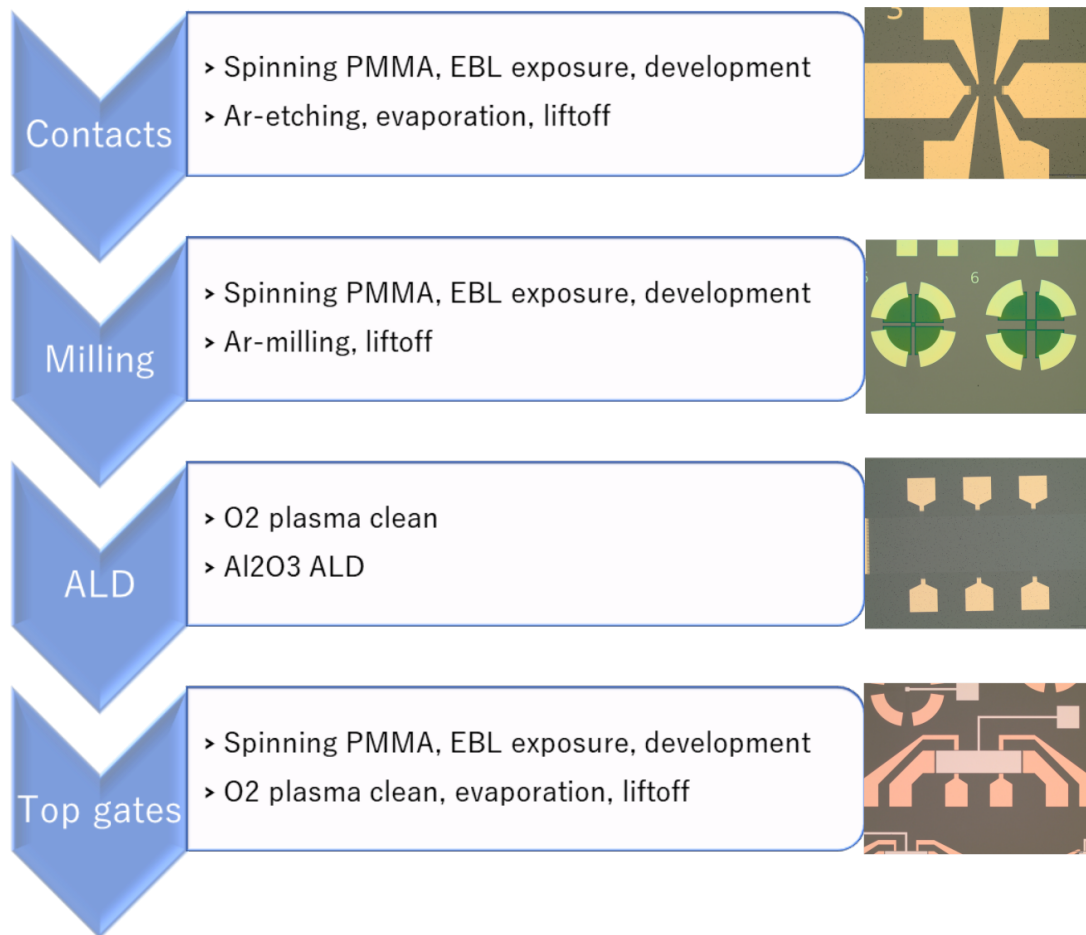 Contacts
> Spinning PMMA, EBL exposure, development
> Ar-etching, evaporation, liftoff
Milling
> Spinning PMMA, EBL exposure, development
> Ar-milling, liftoff
6
ALD
> O2 plasma clean
> Al2O3 ALD
Top gates
> Spinning PMMA, EBL exposure, development
> O2 plasma clean, evaporation, liftoff